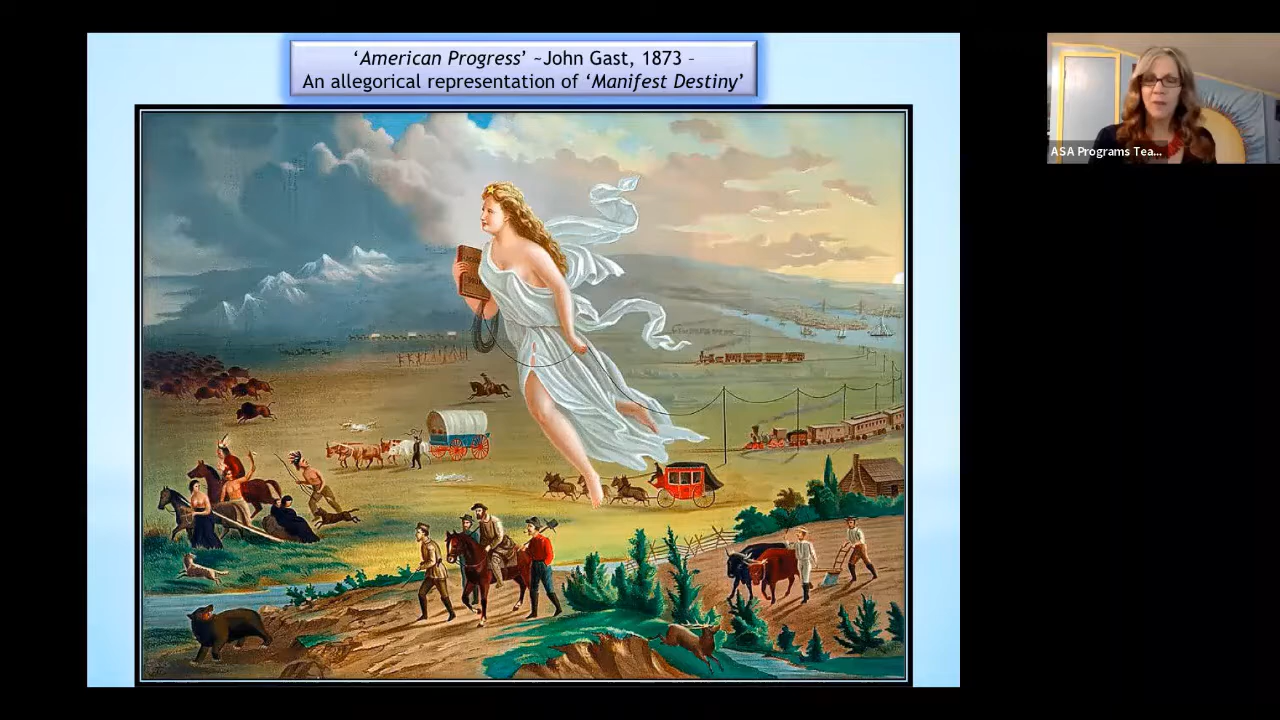 ‘American Progress’ ~John Gast, 1873 –
An allegorical representation of ‘Manifest Destiny’
ASA Programs Tea...